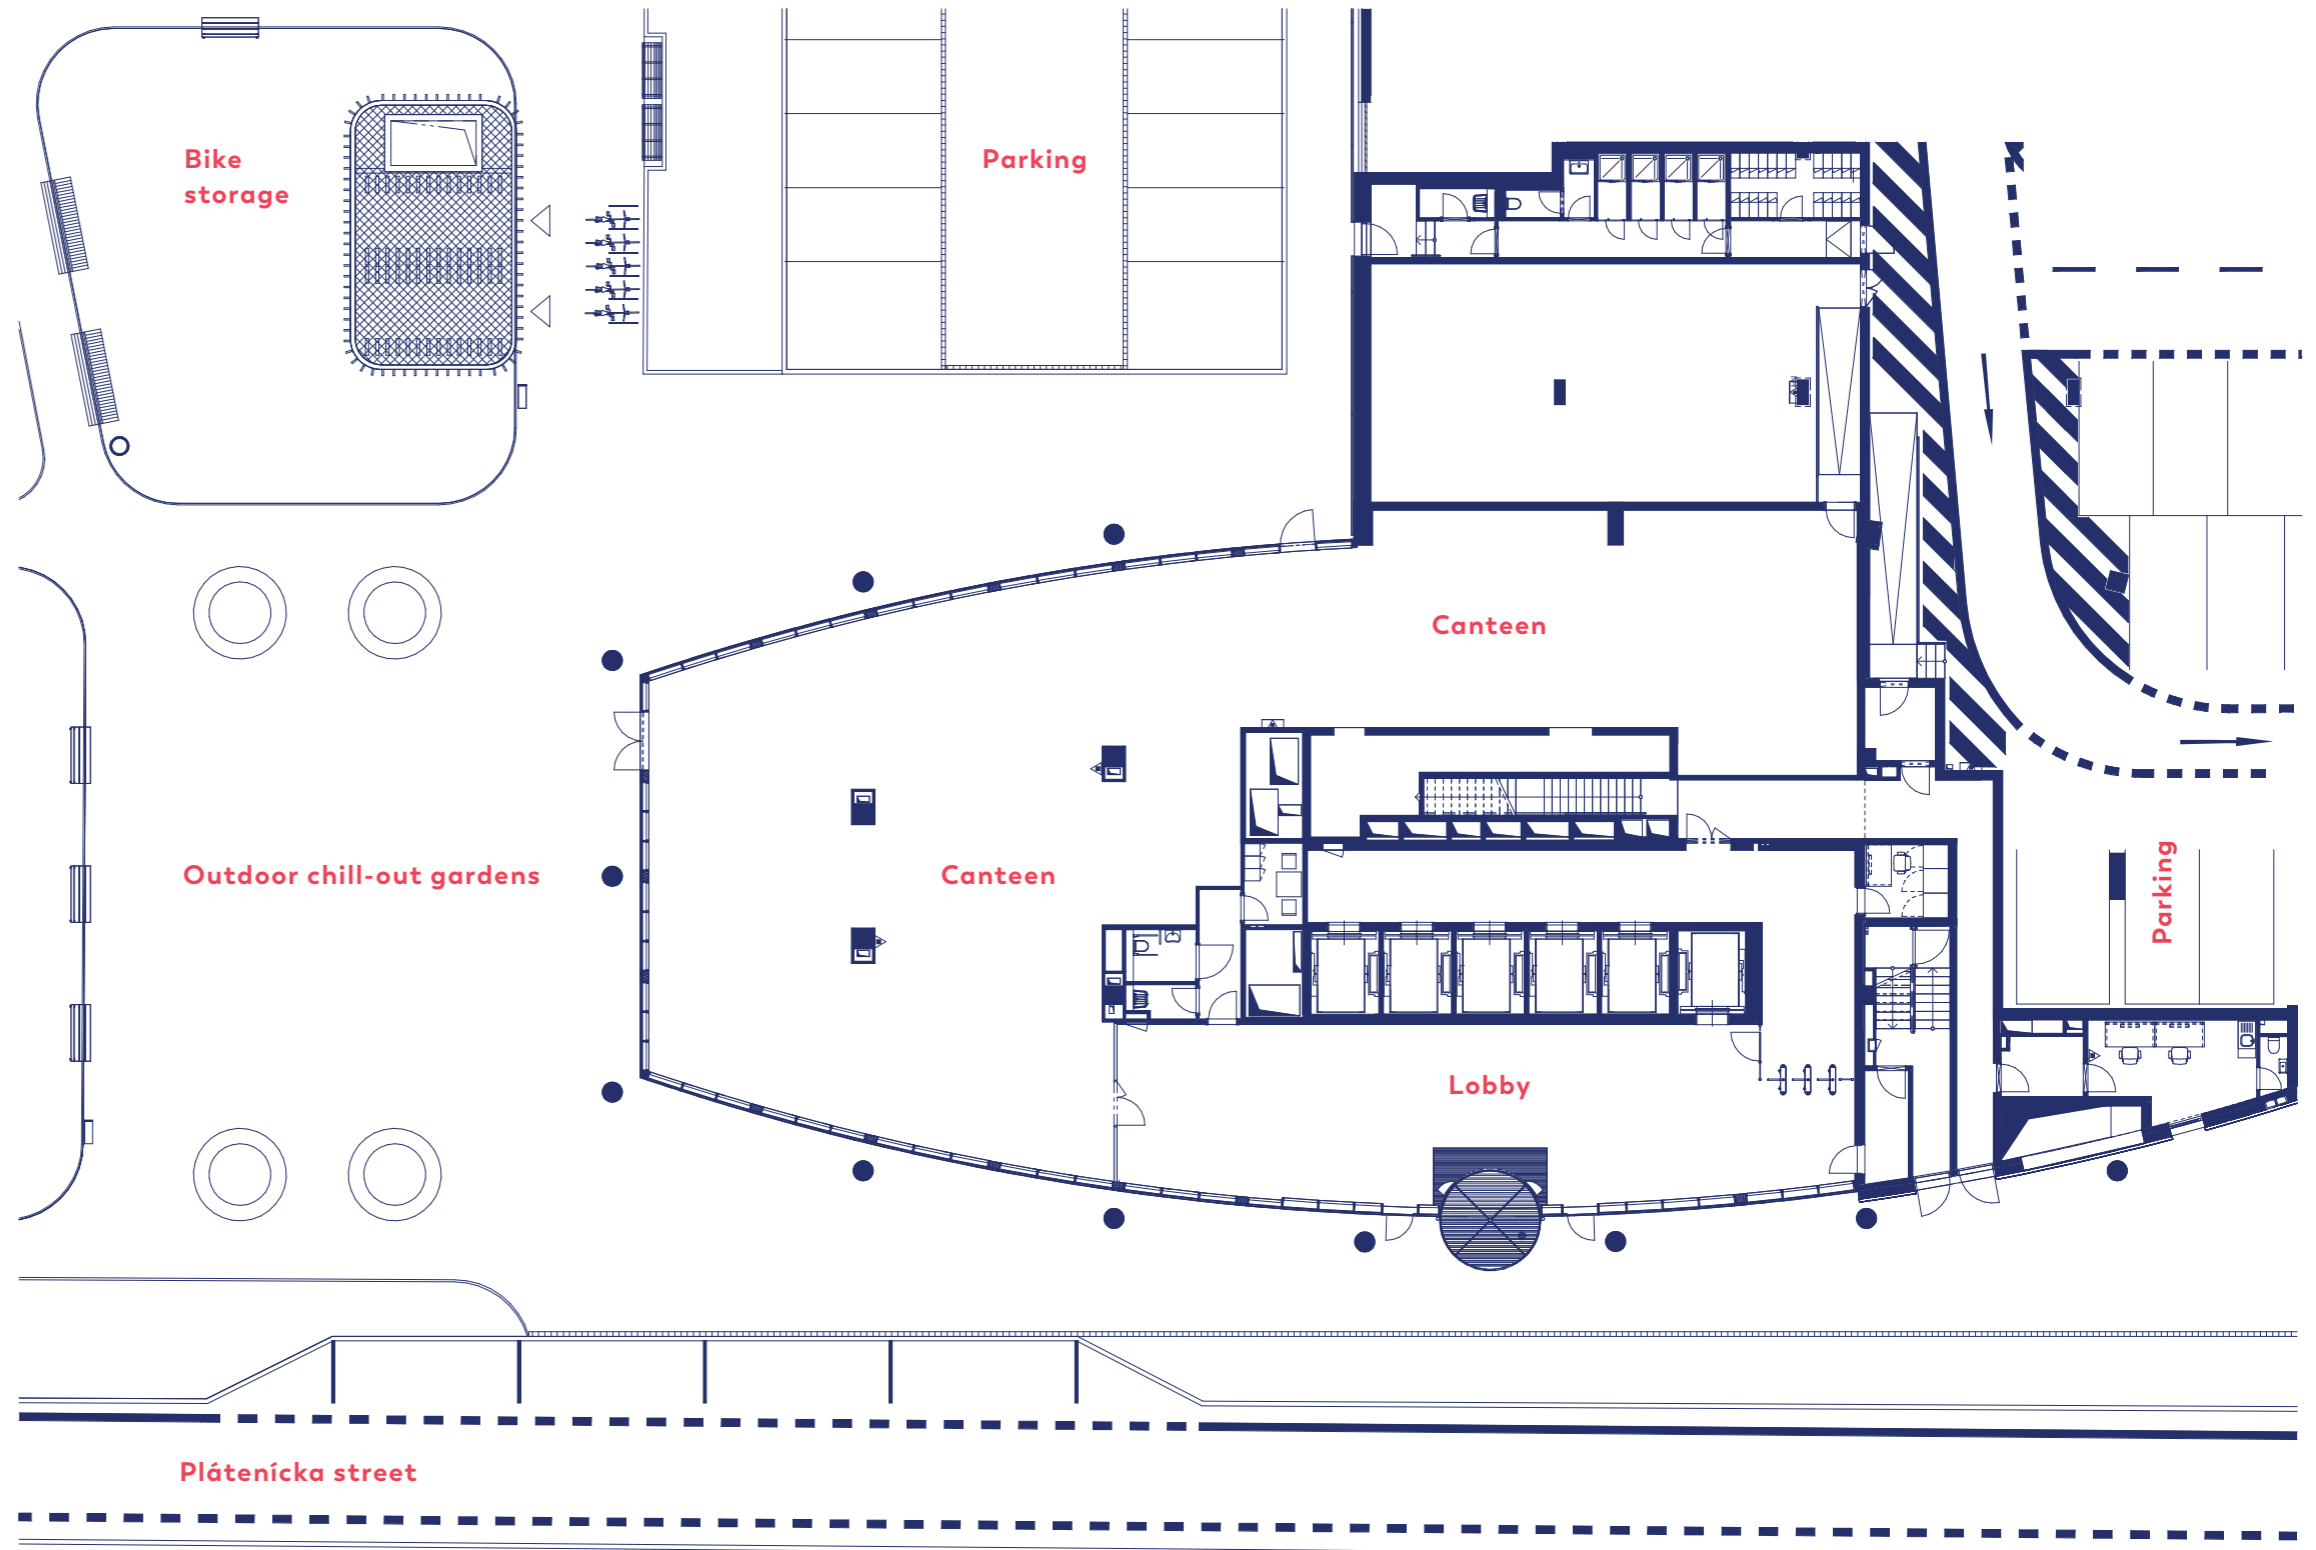 Bike
storage
Parking
Canteen
Outdoor chill-out gardens
Canteen
Parking
Lobby
Plátenícka street